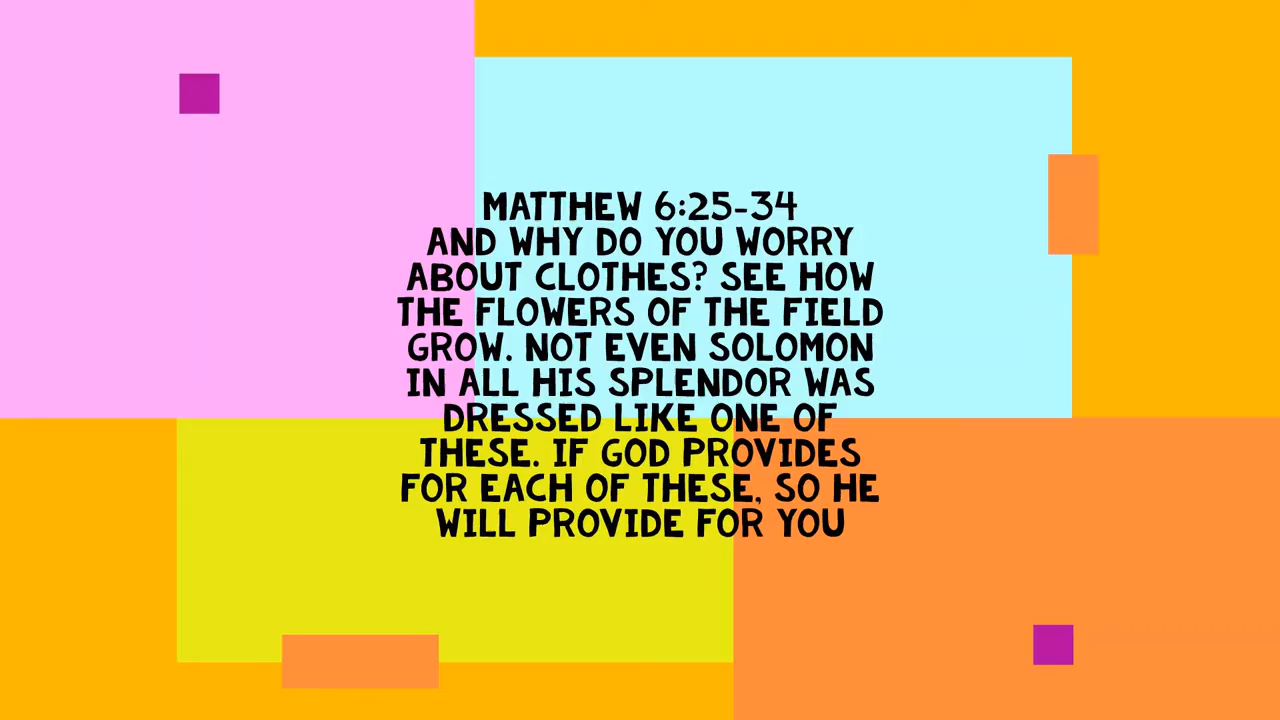 MATTHEW 6:25-34
AND WHY DO YOU WORRY
ABOUT CLOTHES? SEE HOW
THE FLOWERS OF THE FIELD
GROW. NOT EVEN SOLOMON
IN ALL HIS SPLENDOR WAS
DRESSED LIKE ONE OF
THESE. IF GOD PROVIDES
FOR EACH OF THESE, SO HE
WILL PROVIDE FOR YOU